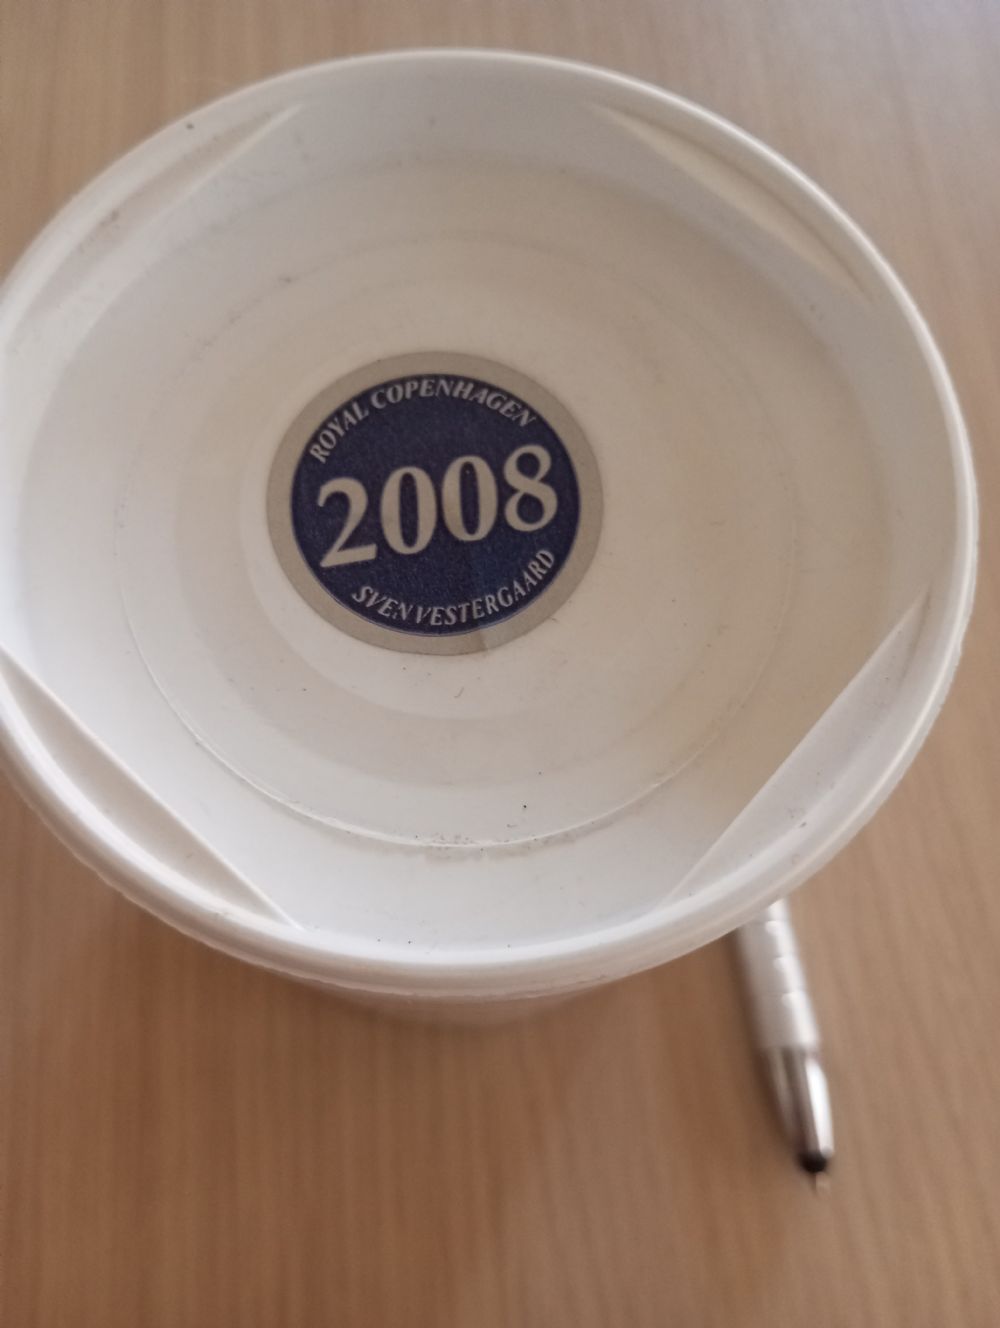 ROYAL COPENHAGEN
2008
SVEN VESTERGAARD